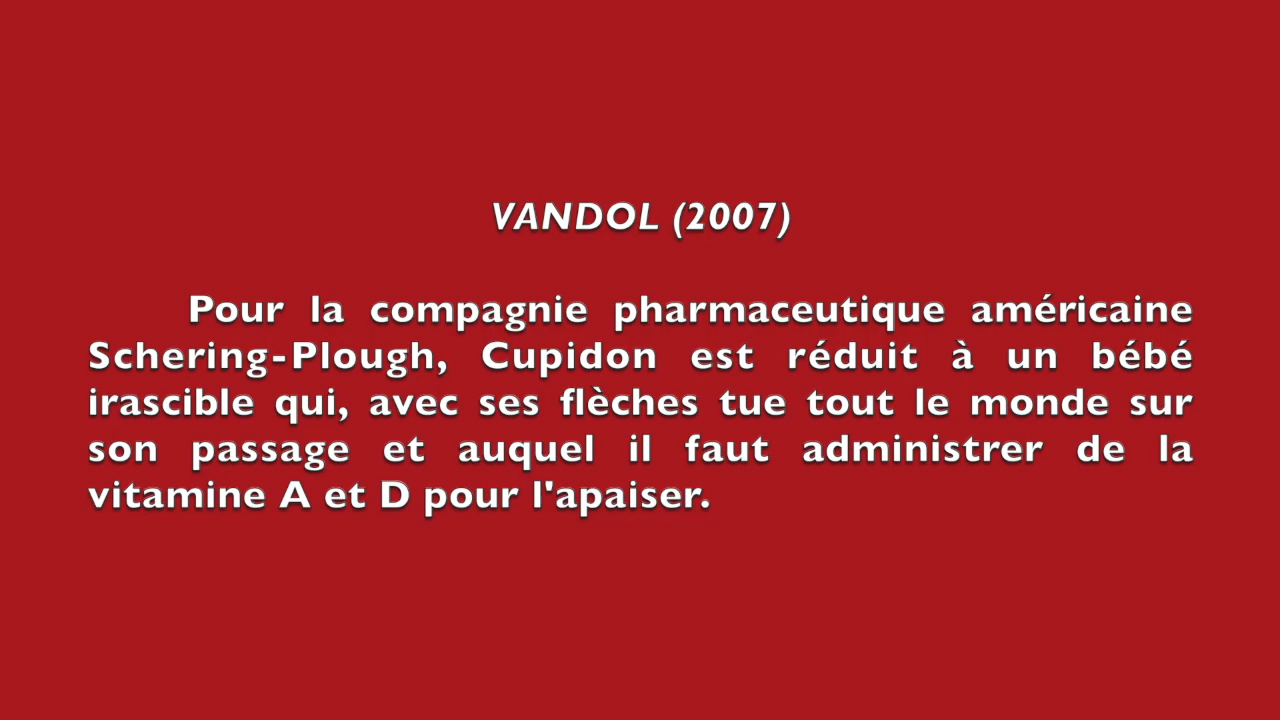 VANDOL (2007)
Pour la compagnie pharmaceutique américaine
Schering-Plough, Cupidon est réduit à un bébé
irascible qui, avec ses flèches tue tout le monde sur
son passage et auquel il faut administrer de la
vitamine A et D pour l'apaiser.